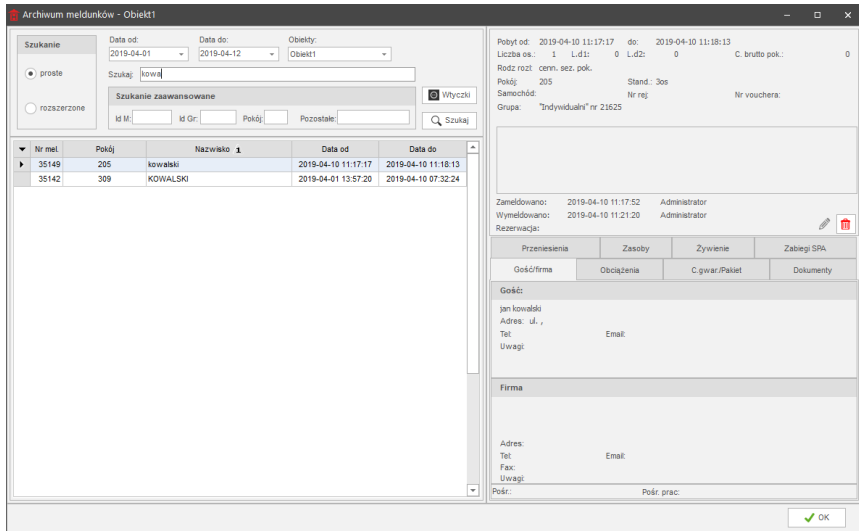 Archiwum meldunków - Obiekt1
Szukanie
proste
rozszerzone
Data od: Data do: Obiekty:
2019-04-01 2019-04-12 Obiekt1
Szukaj: kowa
Szukanie zaawansowane
Id M: Id Gr: Pokój: Pozostałe:
Wtyczki
Szukaj
Nr mel. Pokój Nazwisko 1 Data od Data do
35149 205 kowalski 2019-04-10 11:17:17 2019-04-10 11:18:13
35142 309 KOWALSKI 2019-04-01 13:57:20 2019-04-10 07:32:24
Pobyt od: 2019-04-10 11:17:17 do: 2019-04-10 11:18:13
Liczba os.: 1 L.d1: 0 L.d2: 0 C. brutto pok.: 0
Rodz rozl: cenn. sez. pok.
Pokój: 205 Stand.: 3os
Samochód: Nr rej: Nr vouchera:
Grupa: "Indywidualni" nr 21625
Zameldowano: 2019-04-10 11:17:52 Administrator
Wymeldowano: 2019-04-10 11:21:20 Administrator
Rezerwacja:
Przeniesienia Zasoby Żywienie Zabiegi SPA
Gość/firma Obciążenia C.gwar./Pakiet Dokumenty
Gość:
jan kowalski
Adres: ul. ,
Tel: Email:
Uwagi:
Firma
Adres:
Tel: Email:
Fax:
Uwagi:
Pośr.: Pośr. prac:
OK